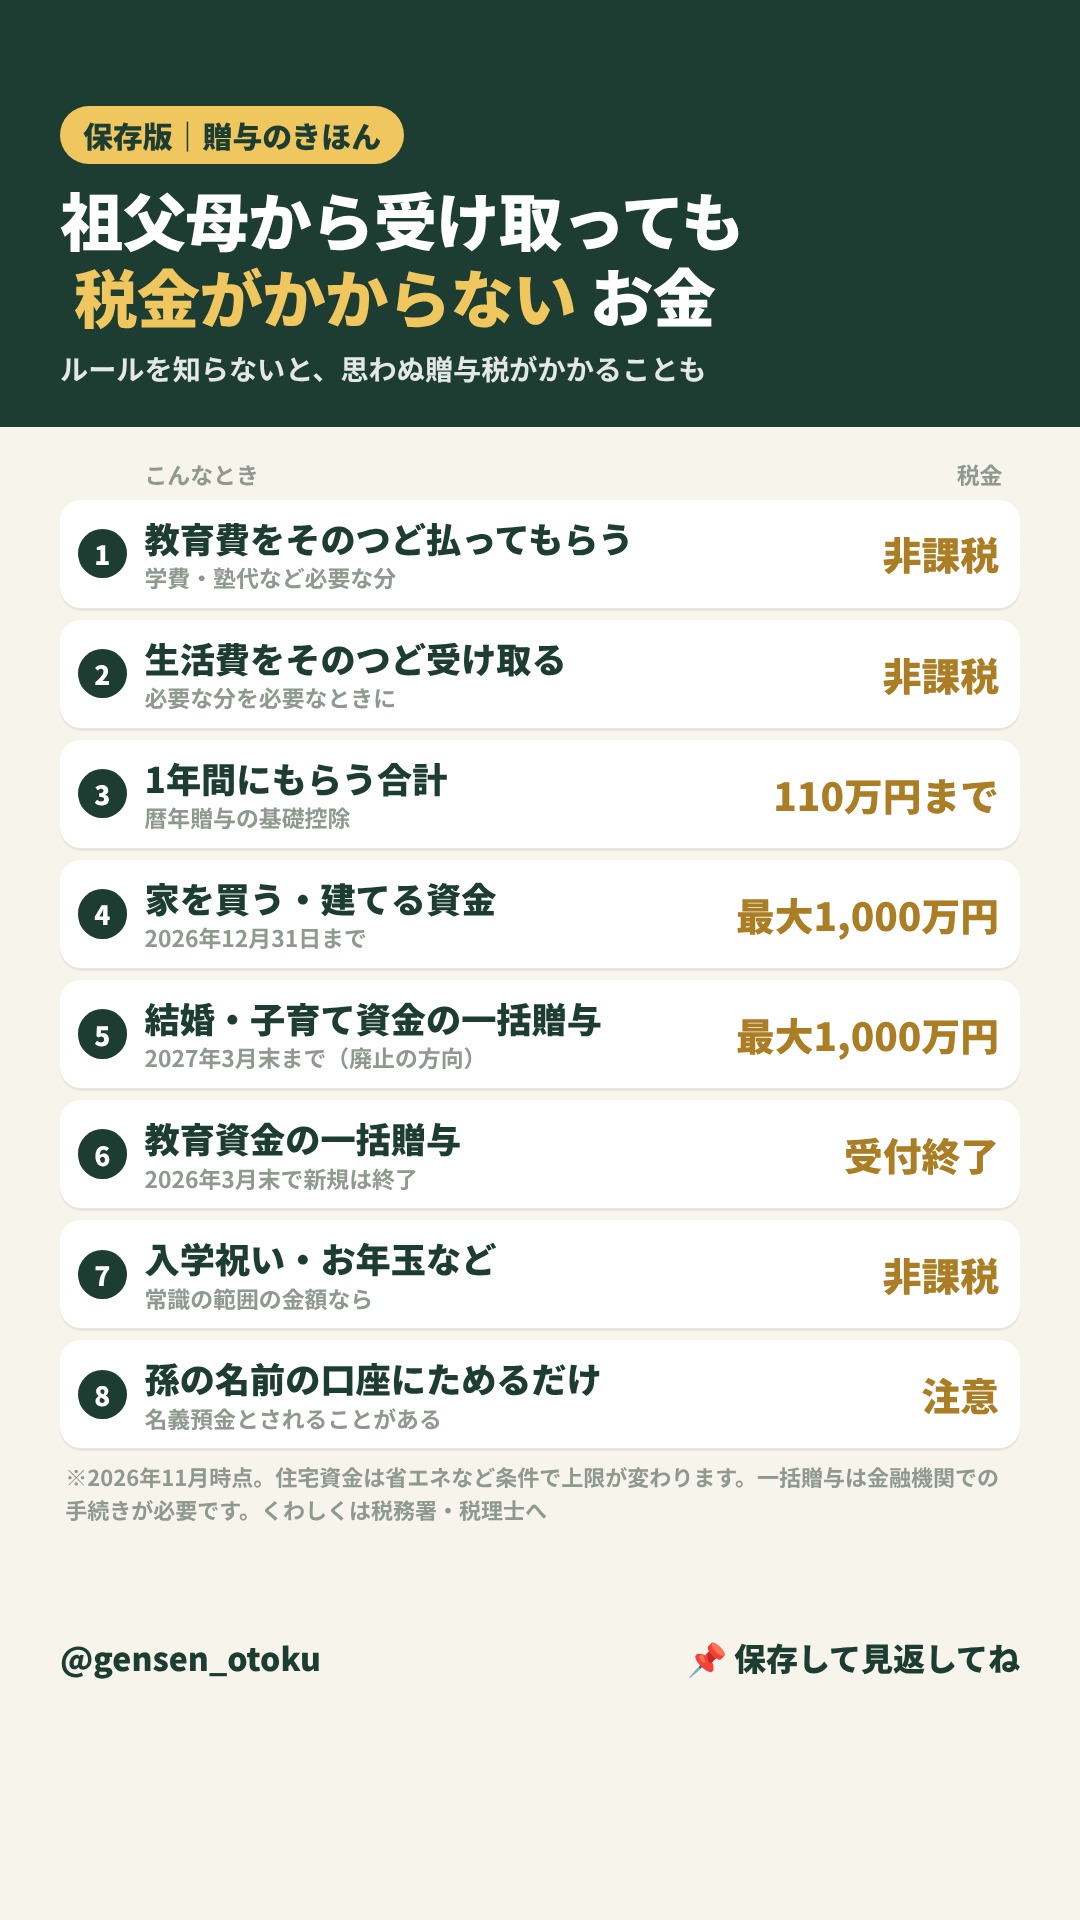 保存版｜贈与のきほん
祖父母から受け取っても
税金がかからない お金
ルールを知らないと、思わぬ贈与税がかかることも
こんなとき 税金
1 教育費をそのつど払ってもらう 非課税
学費・塾代など必要な分
2 生活費をそのつど受け取る 非課税
必要な分を必要なときに
3 1年間にもらう合計 110万円まで
暦年贈与の基礎控除
4 家を買う・建てる資金 最大1,000万円
2026年12月31日まで
5 結婚・子育て資金の一括贈与 最大1,000万円
2027年3月末まで（廃止の方向）
6 教育資金の一括贈与 受付終了
2026年3月末で新規は終了
7 入学祝い・お年玉など 非課税
常識の範囲の金額なら
8 孫の名前の口座にためるだけ 注意
名義預金とされることがある
※2026年11月時点。住宅資金は省エネなど条件で上限が変わります。一括贈与は金融機関での
手続きが必要です。くわしくは税務署・税理士へ
@gensen_otoku 📌 保存して見返してね